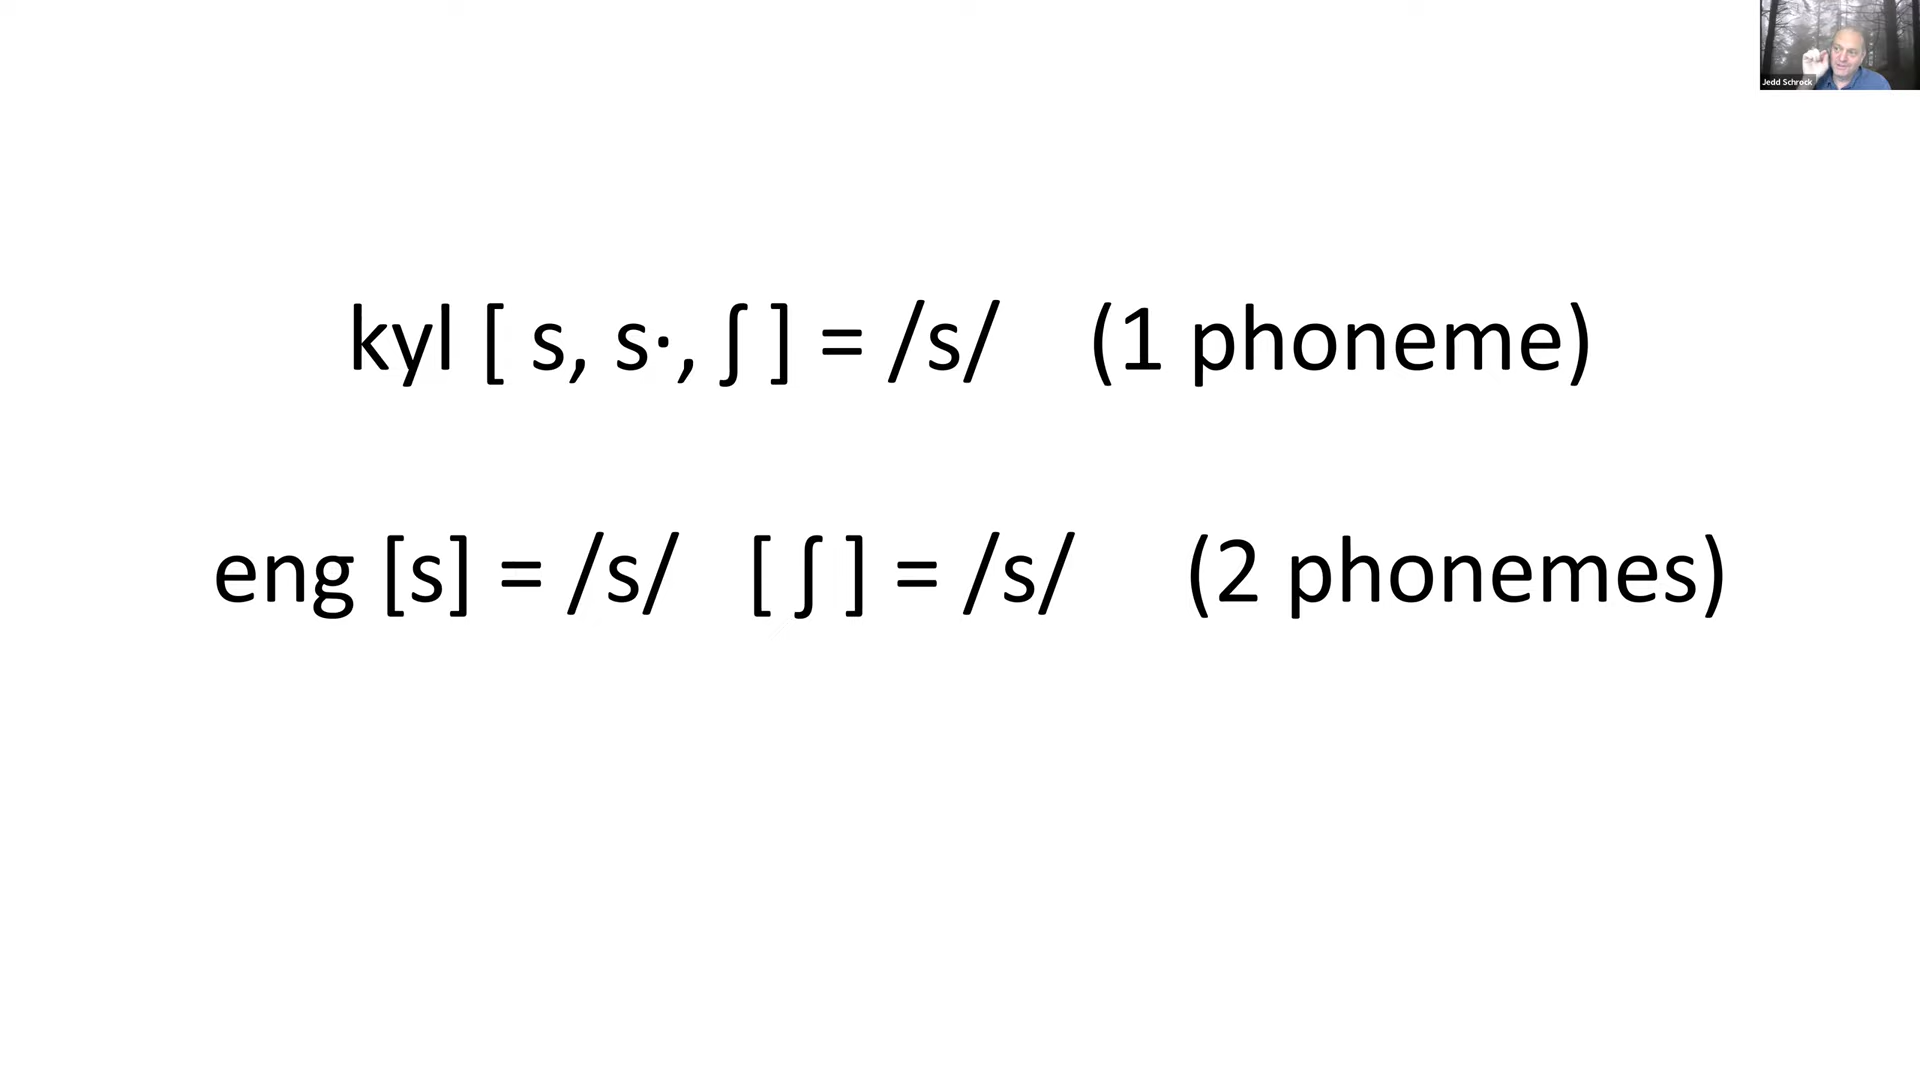 Jedd Schrock
kyl [ s, s·, ʃ ] = /s/ (1 phoneme)
eng [s] = /s/ [ ʃ ] = /s/ (2 phonemes)